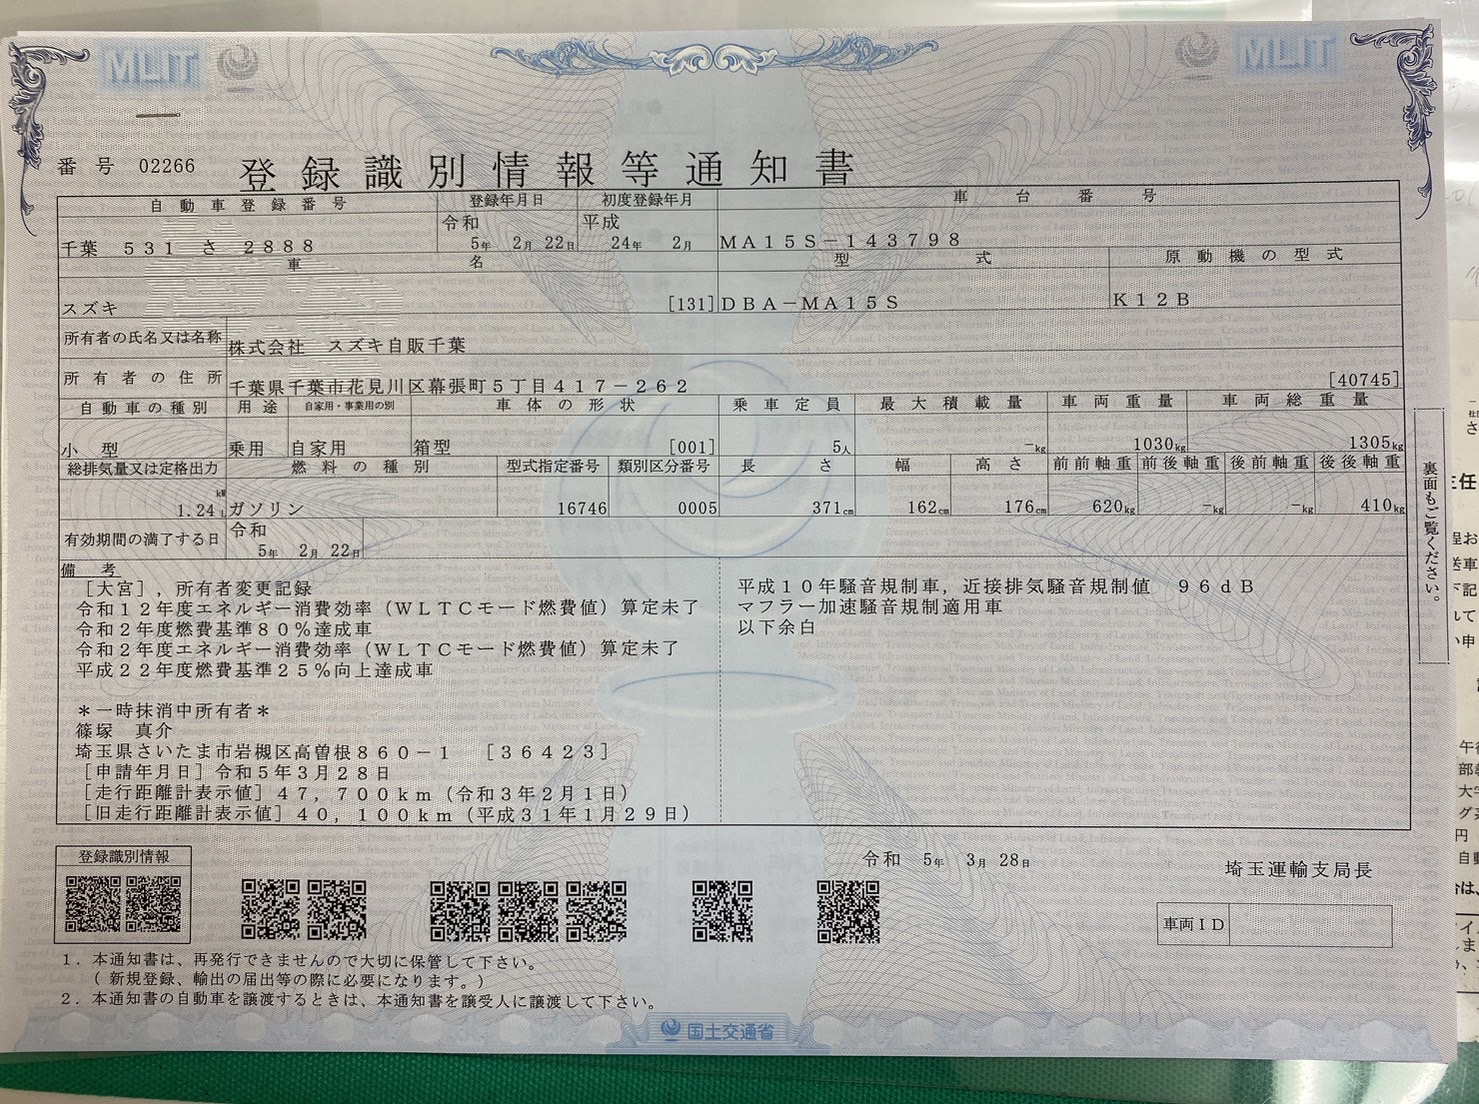 MLIT
MLIT
番号 02266
登録識別情報等通知書
自動車登録番号 登録年月日 初度登録年月 車台番号
千葉 531 さ 2888 令和 5年 2月 22日 平成 24年 2月 MA15S-143798
車名 型式 原動機の型式
スズキ [131] DBA-MA15S K12B
所有者の氏名又は名称 株式会社 スズキ自販千葉
所有者の住所 千葉県千葉市花見川区幕張町5丁目417-262 [40745]
自動車の種別 用途 自家用・事業用の別 車体の形状 乗車定員 最大積載量 車両重量 車両総重量
小型 乗用 自家用 箱型 [001] 5人 -kg 1030kg 1305kg
総排気量又は定格出力 燃料の種別 型式指定番号 類別区分番号 長さ 幅 高さ 前前軸重 前後軸重 後前軸重 後後軸重
kW
1.24 L ガソリン 16746 0005 371cm 162cm 176cm 620kg -kg -kg 410kg
有効期間の満了する日 令和 5年 2月 22日
備考
[大宮],所有者変更記録
令和12年度エネルギー消費効率(WLTCモード燃費値)算定未了
令和2年度燃費基準80%達成車
令和2年度エネルギー消費効率(WLTCモード燃費値)算定未了
平成22年度燃費基準25%向上達成車
*一時抹消中所有者*
篠塚 真介
埼玉県さいたま市岩槻区高曽根860-1 [36423]
[申請年月日]令和5年3月28日
[走行距離計表示値]47,700km(令和3年2月1日)
[旧走行距離計表示値]40,100km(平成31年1月29日)
平成10年騒音規制車,近接排気騒音規制値 96dB
マフラー加速騒音規制適用車
以下余白
裏面もご覧ください。
登録識別情報
令和 5年 3月 28日
埼玉運輸支局長
車両ID
1.本通知書は、再発行できませんので大切に保管して下さい。
(新規登録、輸出の届出等の際に必要になります。)
2.本通知書の自動車を譲渡するときは、本通知書を譲受人に譲渡して下さい。
国土交通省